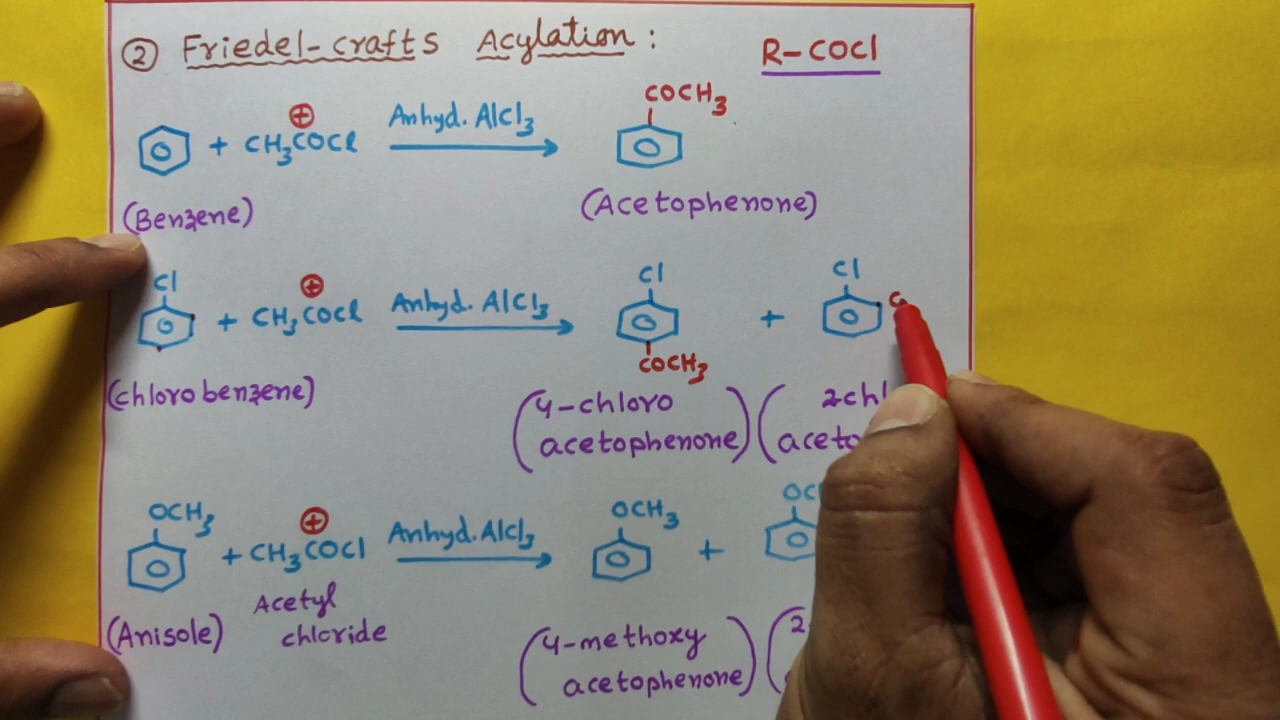 ② Friedel-crafts Acylation :
R-COCl
⊕
COCH₃
+ CH₃COCl
Anhyd. AlCl₃
(Benzene)
(Acetophenone)
Cl
⊕
Cl
Cl
+ CH₃COCl
Anhyd. AlCl₃
+
COCH₃
(chlorobenzene)
(4-chloro
acetophenone)
OCH₃
⊕
OCH₃
+ CH₃COCl
Anhyd. AlCl₃
+
Acetyl
chloride
(Anisole)
(4-methoxy
acetophenone)